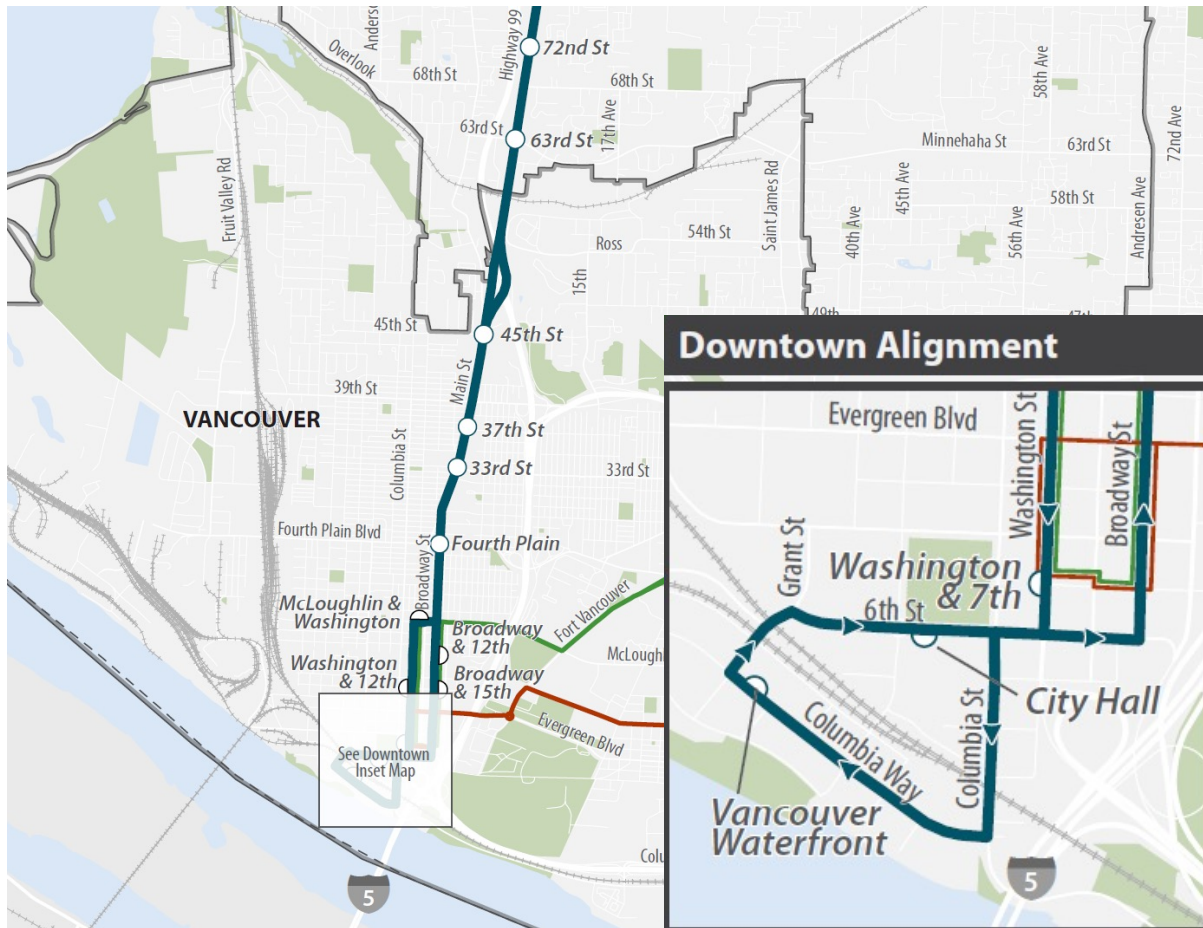 Anders
Overlook
Highway 99
72nd St
68th St
68th St
58th Ave
72nd Ave
63rd St
63rd St
17th Ave
Minnehaha St
63rd St
Fruit Valley Rd
Saint James Rd
40th Ave
45th Ave
58th St
56th Ave
Andresen Ave
Ross
54th St
15th
45th St
45th St
49th
47th
Main St
39th St
VANCOUVER
37th St
Columbia St
33rd St
33rd St
Fourth Plain Blvd
Fourth Plain
Broadway St
McLoughlin &
Washington
Fort Vancouver
Broadway
& 12th
McLough
Washington
& 12th
Broadway
& 15th
Evergreen Blvd
See Downtown
Inset Map
Colu
5
Downtown Alignment
Evergreen Blvd
Washington St
Broadway St
Grant St
Washington
& 7th
6th St
City Hall
Columbia St
Columbia Way
Vancouver
Waterfront
5